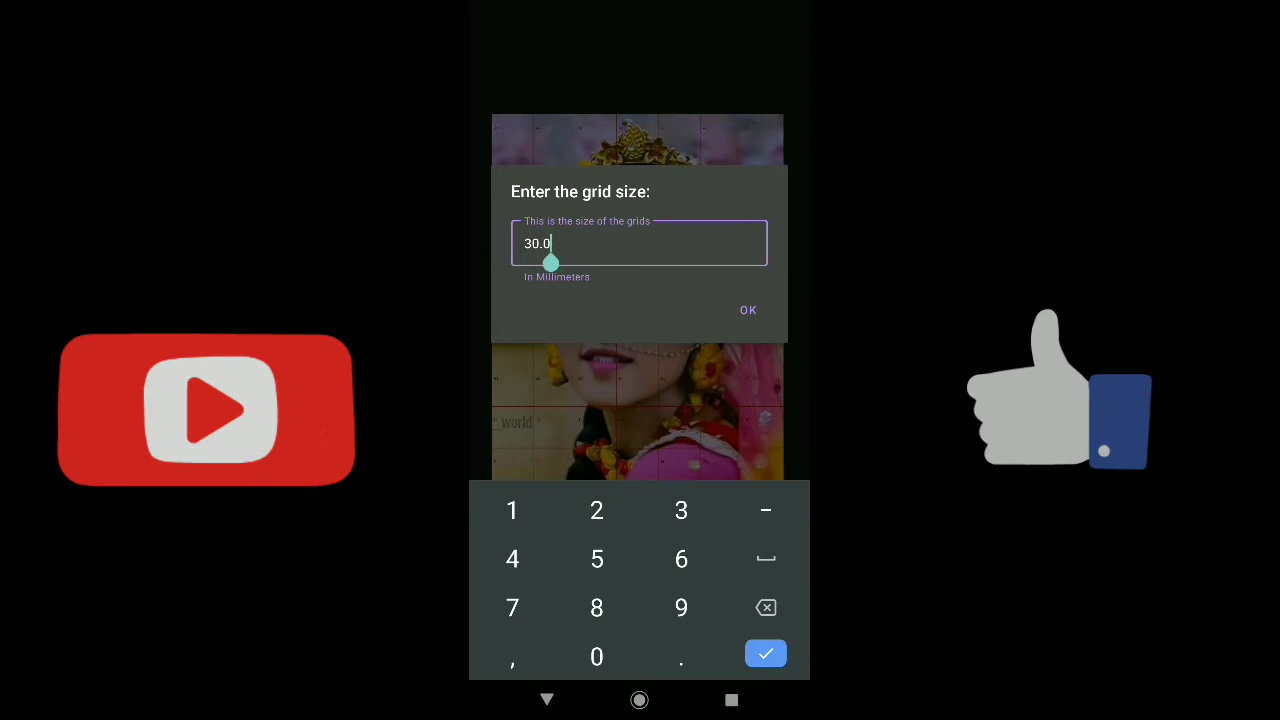 Enter the grid size:
This is the size of the grids
30.0
In Millimeters
OK
_world
1 2 3 -
4 5 6
7 8 9
, 0 .